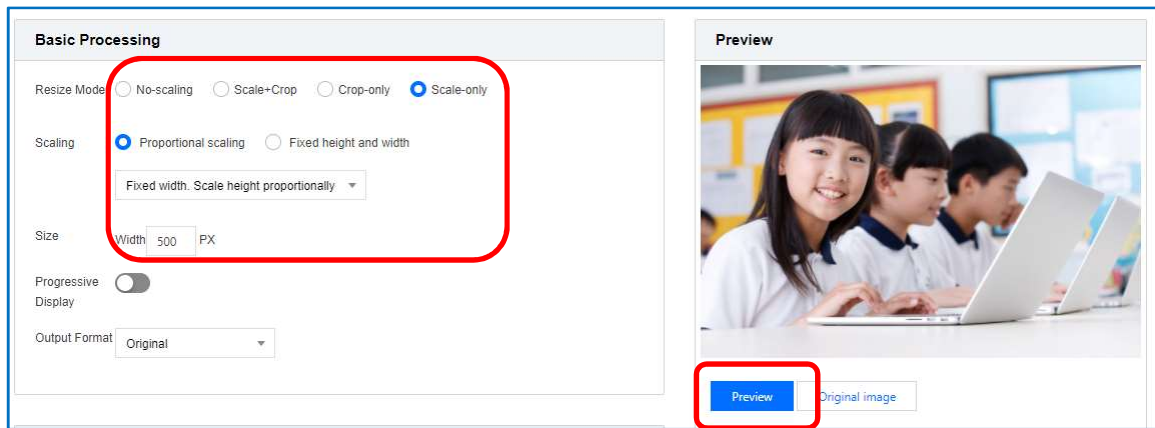 Basic Processing
Resize Mode No-scaling Scale+Crop Crop-only Scale-only
Scaling Proportional scaling Fixed height and width
Fixed width. Scale height proportionally
Size Width 500 PX
Progressive
Display
Output Format Original
Preview
Preview Original image